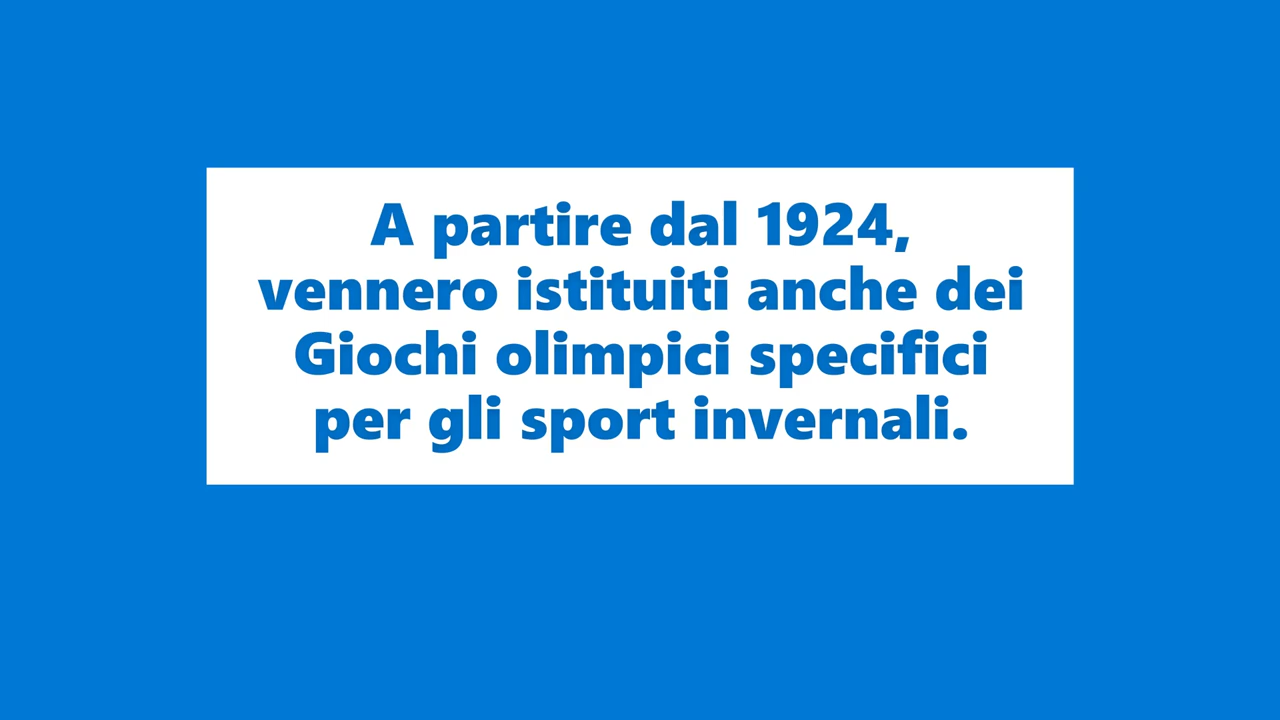 A partire dal 1924,
vennero istituiti anche dei
Giochi olimpici specifici
per gli sport invernali.